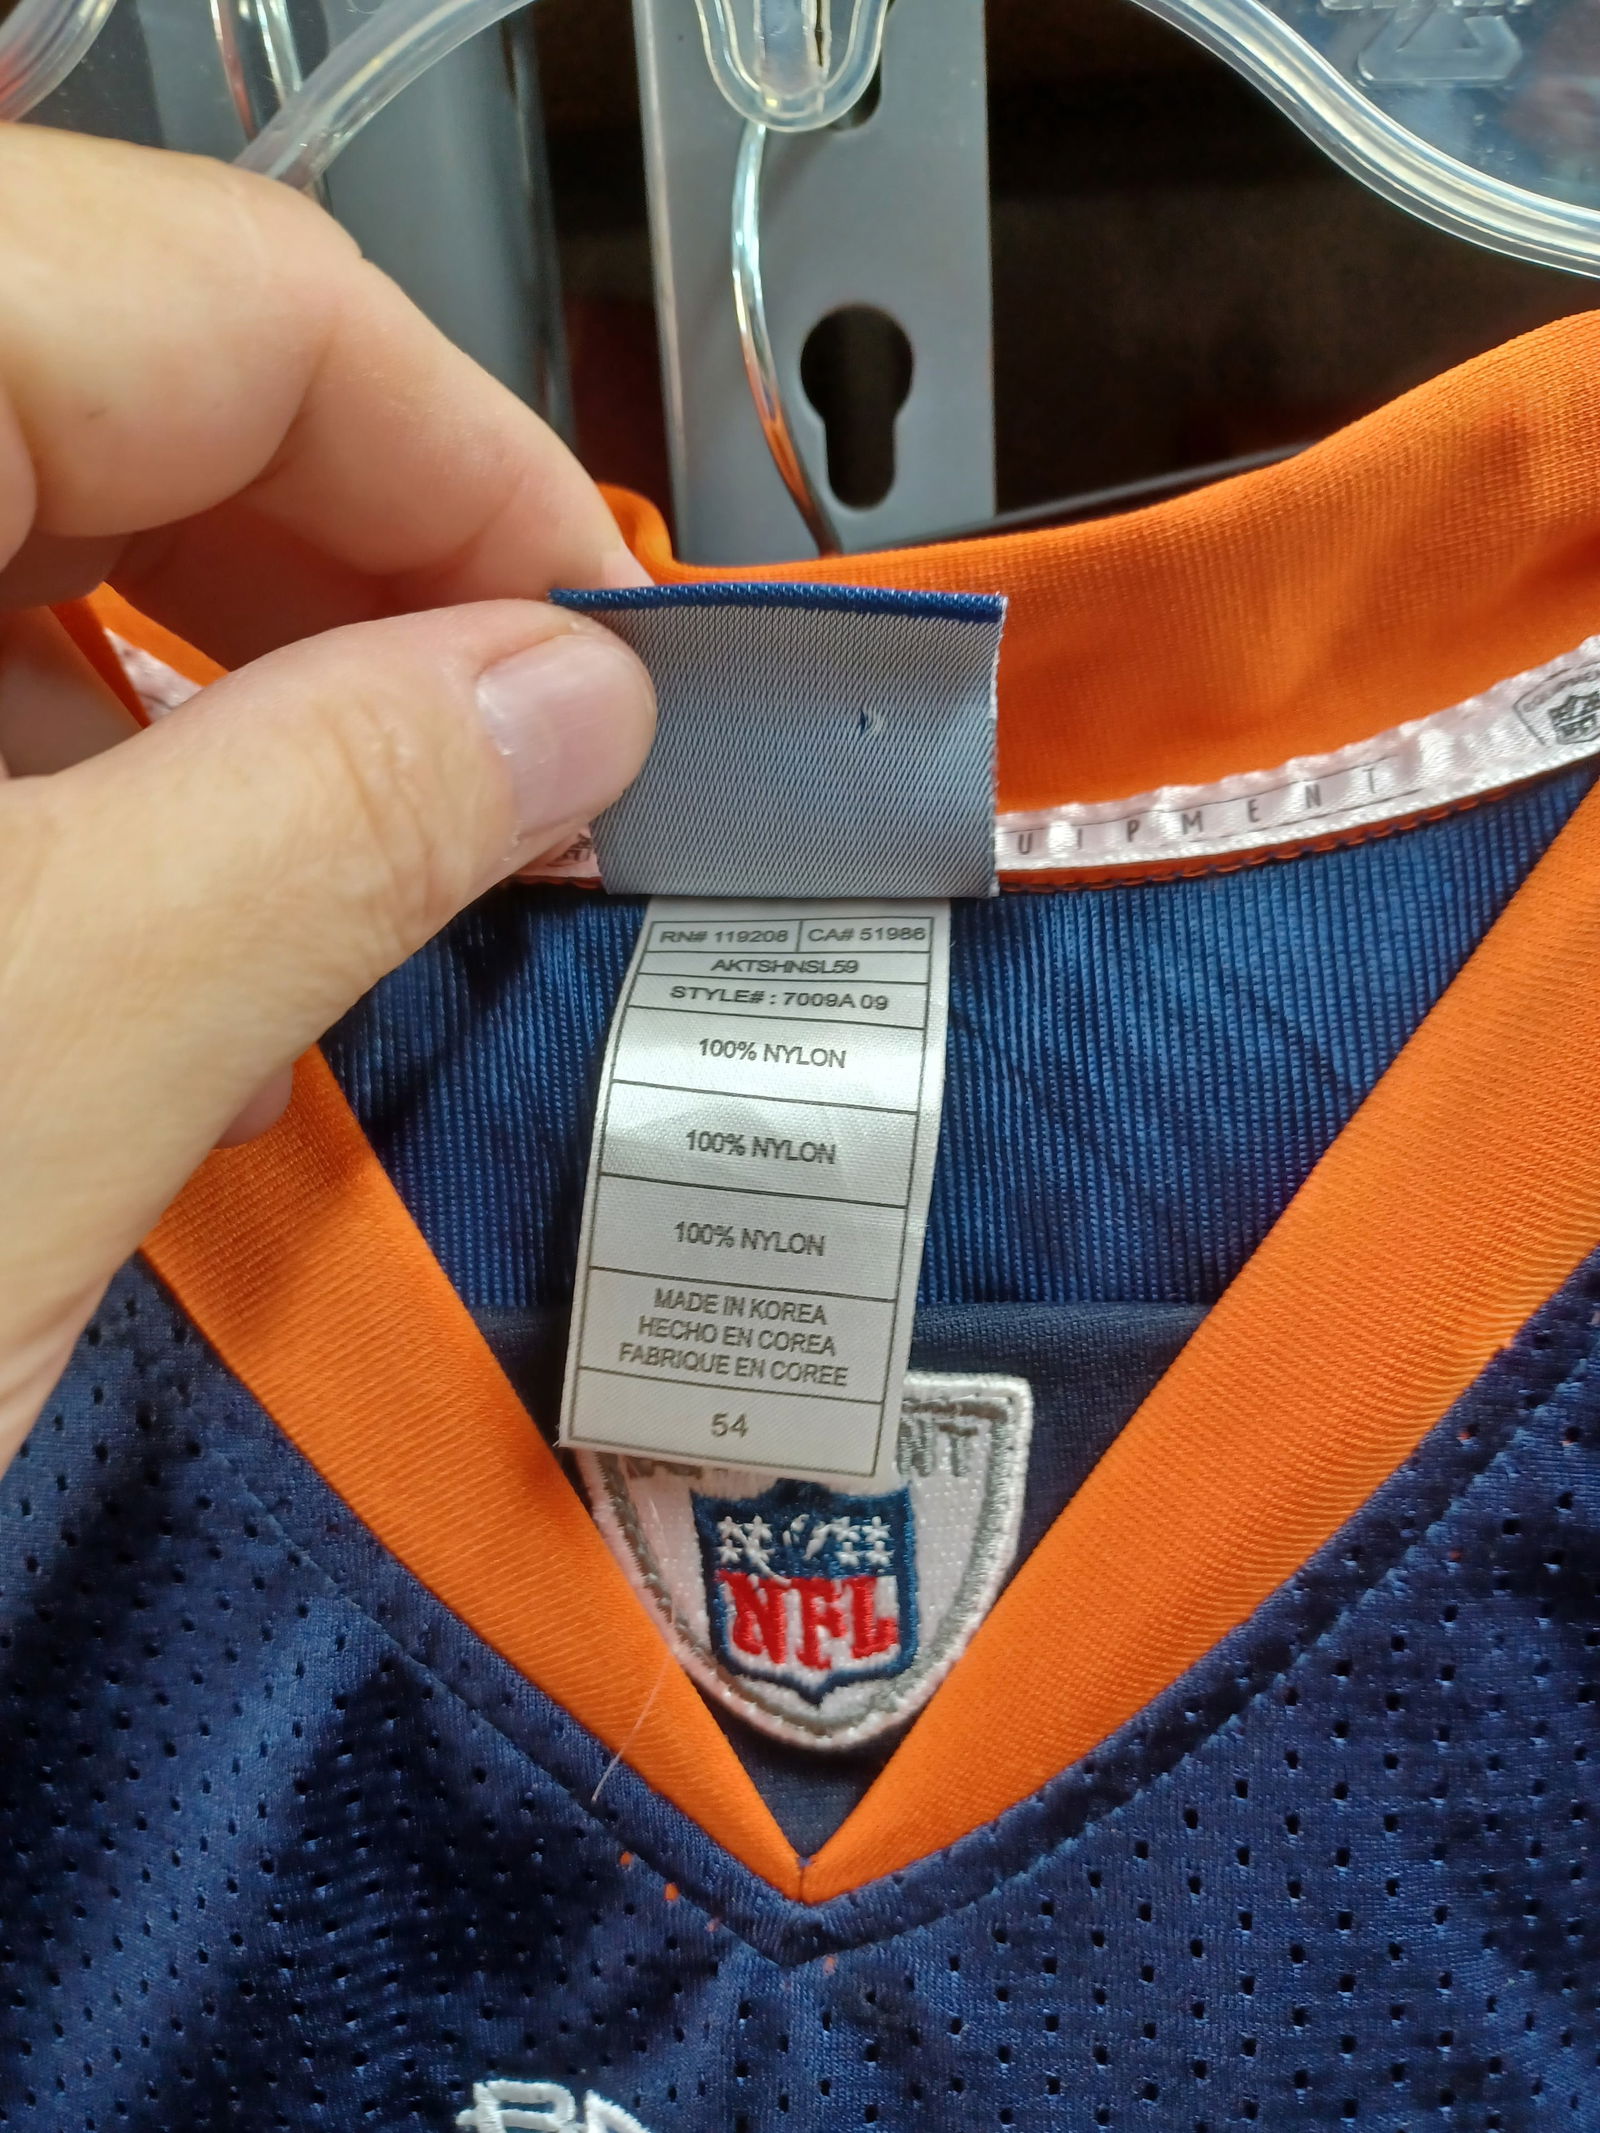 UIPMENT
RN# 119208 CA# 51986
AKTSHNSL59
STYLE# : 7009A 09
100% NYLON
100% NYLON
100% NYLON
MADE IN KOREA
HECHO EN COREA
FABRIQUE EN COREE
54
NT
NFL